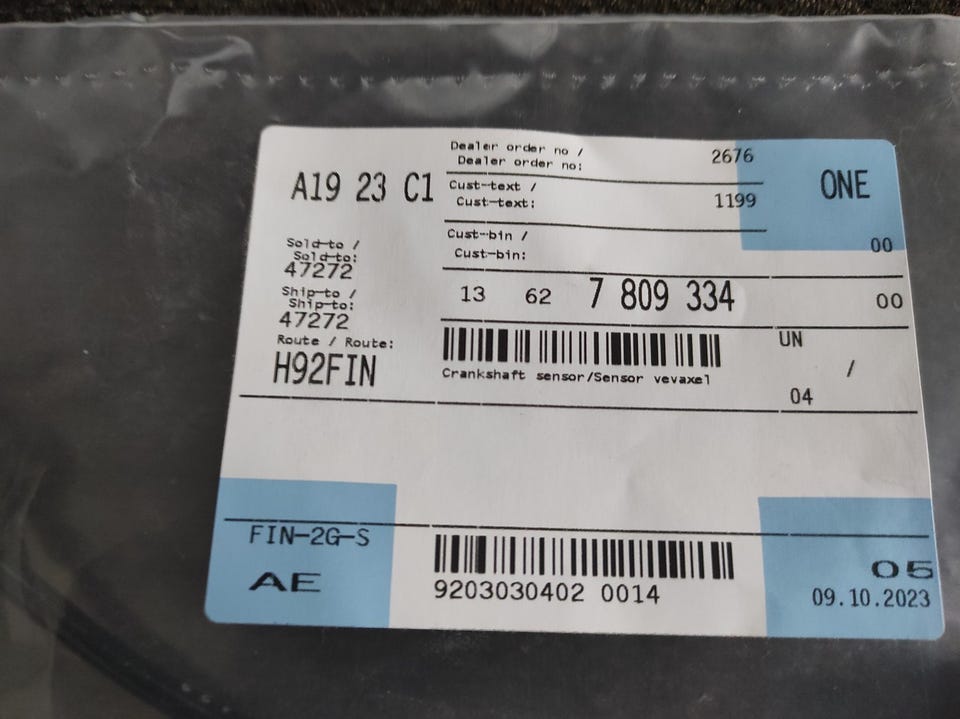 A19 23 C1
Dealer order no /
Dealer order no: 2676
Cust-text /
Cust-text: 1199
ONE
00
Cust-bin /
Cust-bin:
Sold-to /
Sold-to:
47272
Ship-to /
Ship-to:
47272
Route / Route:
H92FIN
13 62 7 809 334 00
Crankshaft sensor/Sensor vevaxel
UN
/
04
FIN-2G-S
AE
9203030402 0014
05
09.10.2023